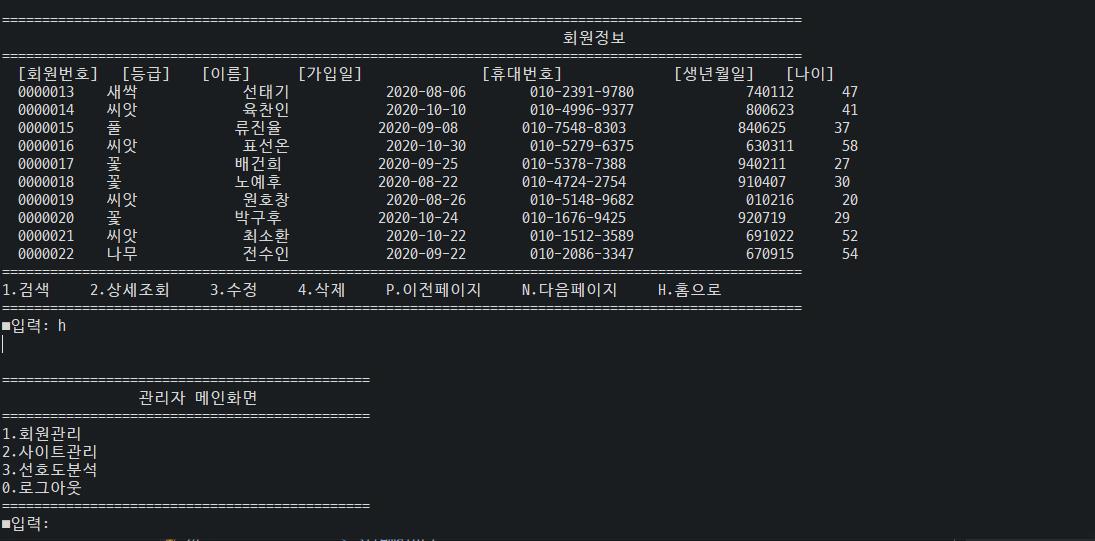 ==================================================================================================
회원정보
==================================================================================================
[회원번호] [등급] [이름] [가입일] [휴대번호] [생년월일] [나이]
0000013 새싹 선태기 2020-08-06 010-2391-9780 740112 47
0000014 씨앗 육찬인 2020-10-10 010-4996-9377 800623 41
0000015 풀 류진율 2020-09-08 010-7548-8303 840625 37
0000016 씨앗 표선온 2020-10-30 010-5279-6375 630311 58
0000017 꽃 배건희 2020-09-25 010-5378-7388 940211 27
0000018 꽃 노예후 2020-08-22 010-4724-2754 910407 30
0000019 씨앗 원호창 2020-08-26 010-5148-9682 010216 20
0000020 꽃 박구후 2020-10-24 010-1676-9425 920719 29
0000021 씨앗 최소환 2020-10-22 010-1512-3589 691022 52
0000022 나무 전수인 2020-09-22 010-2086-3347 670915 54
==================================================================================================
1.검색 2.상세조회 3.수정 4.삭제 P.이전페이지 N.다음페이지 H.홈으로
==================================================================================================
■입력: h
==============================================
관리자 메인화면
==============================================
1.회원관리
2.사이트관리
3.선호도분석
0.로그아웃
==============================================
■입력: